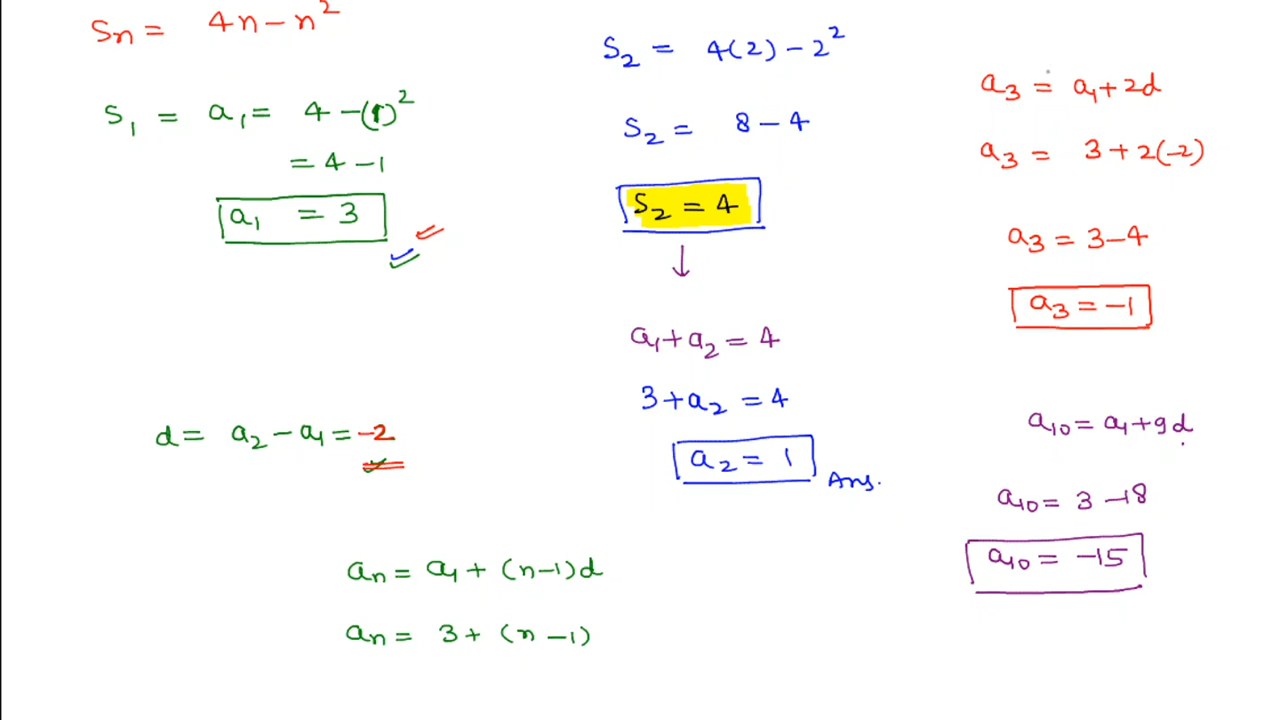 Sn = 4n - n²
S₁ = a₁ = 4 - (1)²
= 4 - 1
a₁ = 3
d = a₂ - a₁ = -2
S₂ = 4(2) - 2²
S₂ = 8 - 4
S₂ = 4
↓
a₁ + a₂ = 4
3 + a₂ = 4
a₂ = 1
Ans.
an = a₁ + (n-1)d
an = 3 + (n-1)
a₃ = a₁ + 2d
a₃ = 3 + 2(-2)
a₃ = 3 - 4
a₃ = -1
a₁₀ = a₁ + 9d
a₁₀ = 3 - 18
a₁₀ = -15